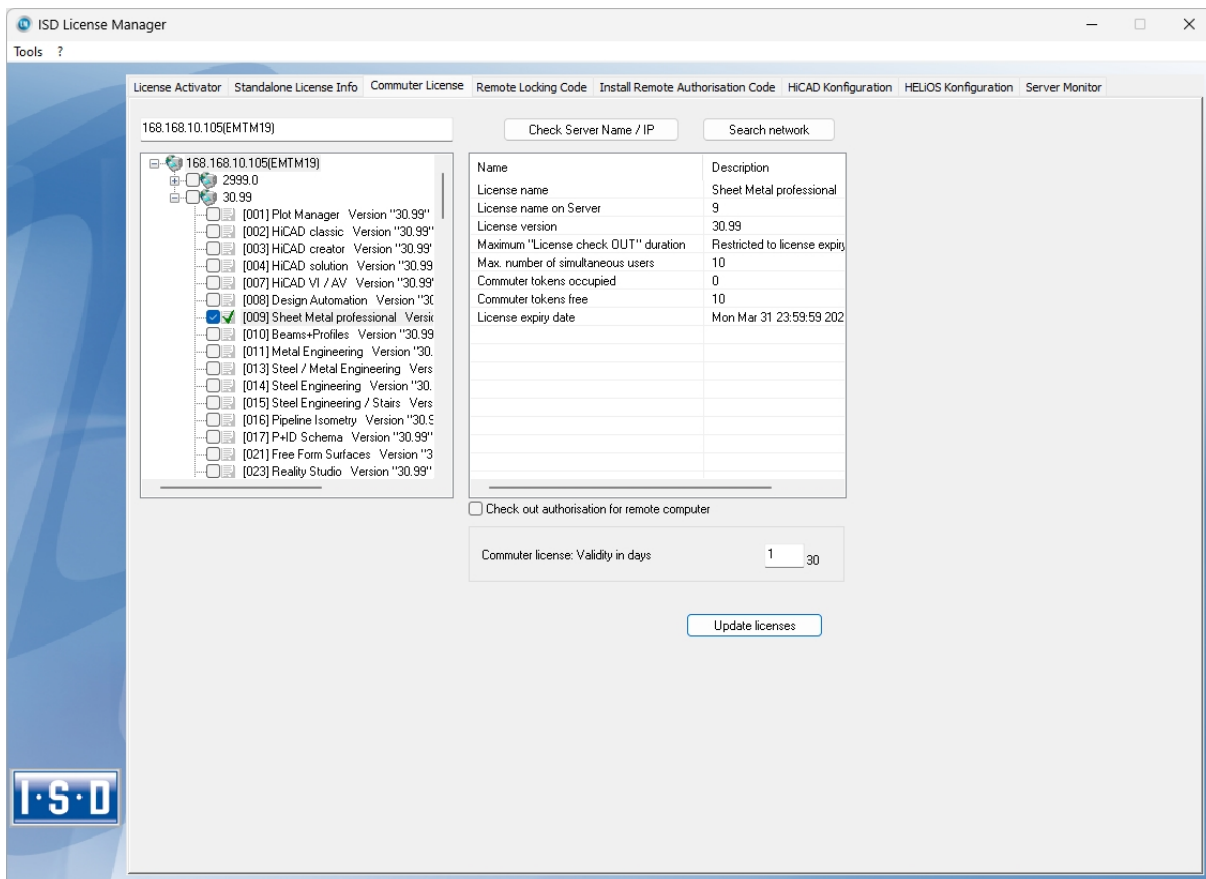 ISD License Manager
Tools ?
License Activator Standalone License Info Commuter License Remote Locking Code Install Remote Authorisation Code HiCAD Konfiguration HELiOS Konfiguration Server Monitor
168.168.10.105(EMTM19)
Check Server Name / IP
Search network
168.168.10.105(EMTM19)
2999.0
30.99
[001] Plot Manager Version "30.99"
[002] HiCAD classic Version "30.99"
[003] HiCAD creator Version "30.99'
[004] HiCAD solution Version "30.99
[007] HiCAD VI / AV Version "30.99'
[008] Design Automation Version "30
[009] Sheet Metal professional Versio
[010] Beams+Profiles Version "30.99
[011] Metal Engineering Version "30.
[013] Steel / Metal Engineering Vers
[014] Steel Engineering Version "30.
[015] Steel Engineering / Stairs Vers
[016] Pipeline Isometry Version "30.9
[017] P+ID Schema Version "30.99"
[021] Free Form Surfaces Version "3
[023] Reality Studio Version "30.99"
Name Description
License name Sheet Metal professional
License name on Server 9
License version 30.99
Maximum "License check OUT" duration Restricted to license expiry
Max. number of simultaneous users 10
Commuter tokens occupied 0
Commuter tokens free 10
License expiry date Mon Mar 31 23:59:59 202
Check out authorisation for remote computer
Commuter license: Validity in days 1 30
Update licenses
I·S·D